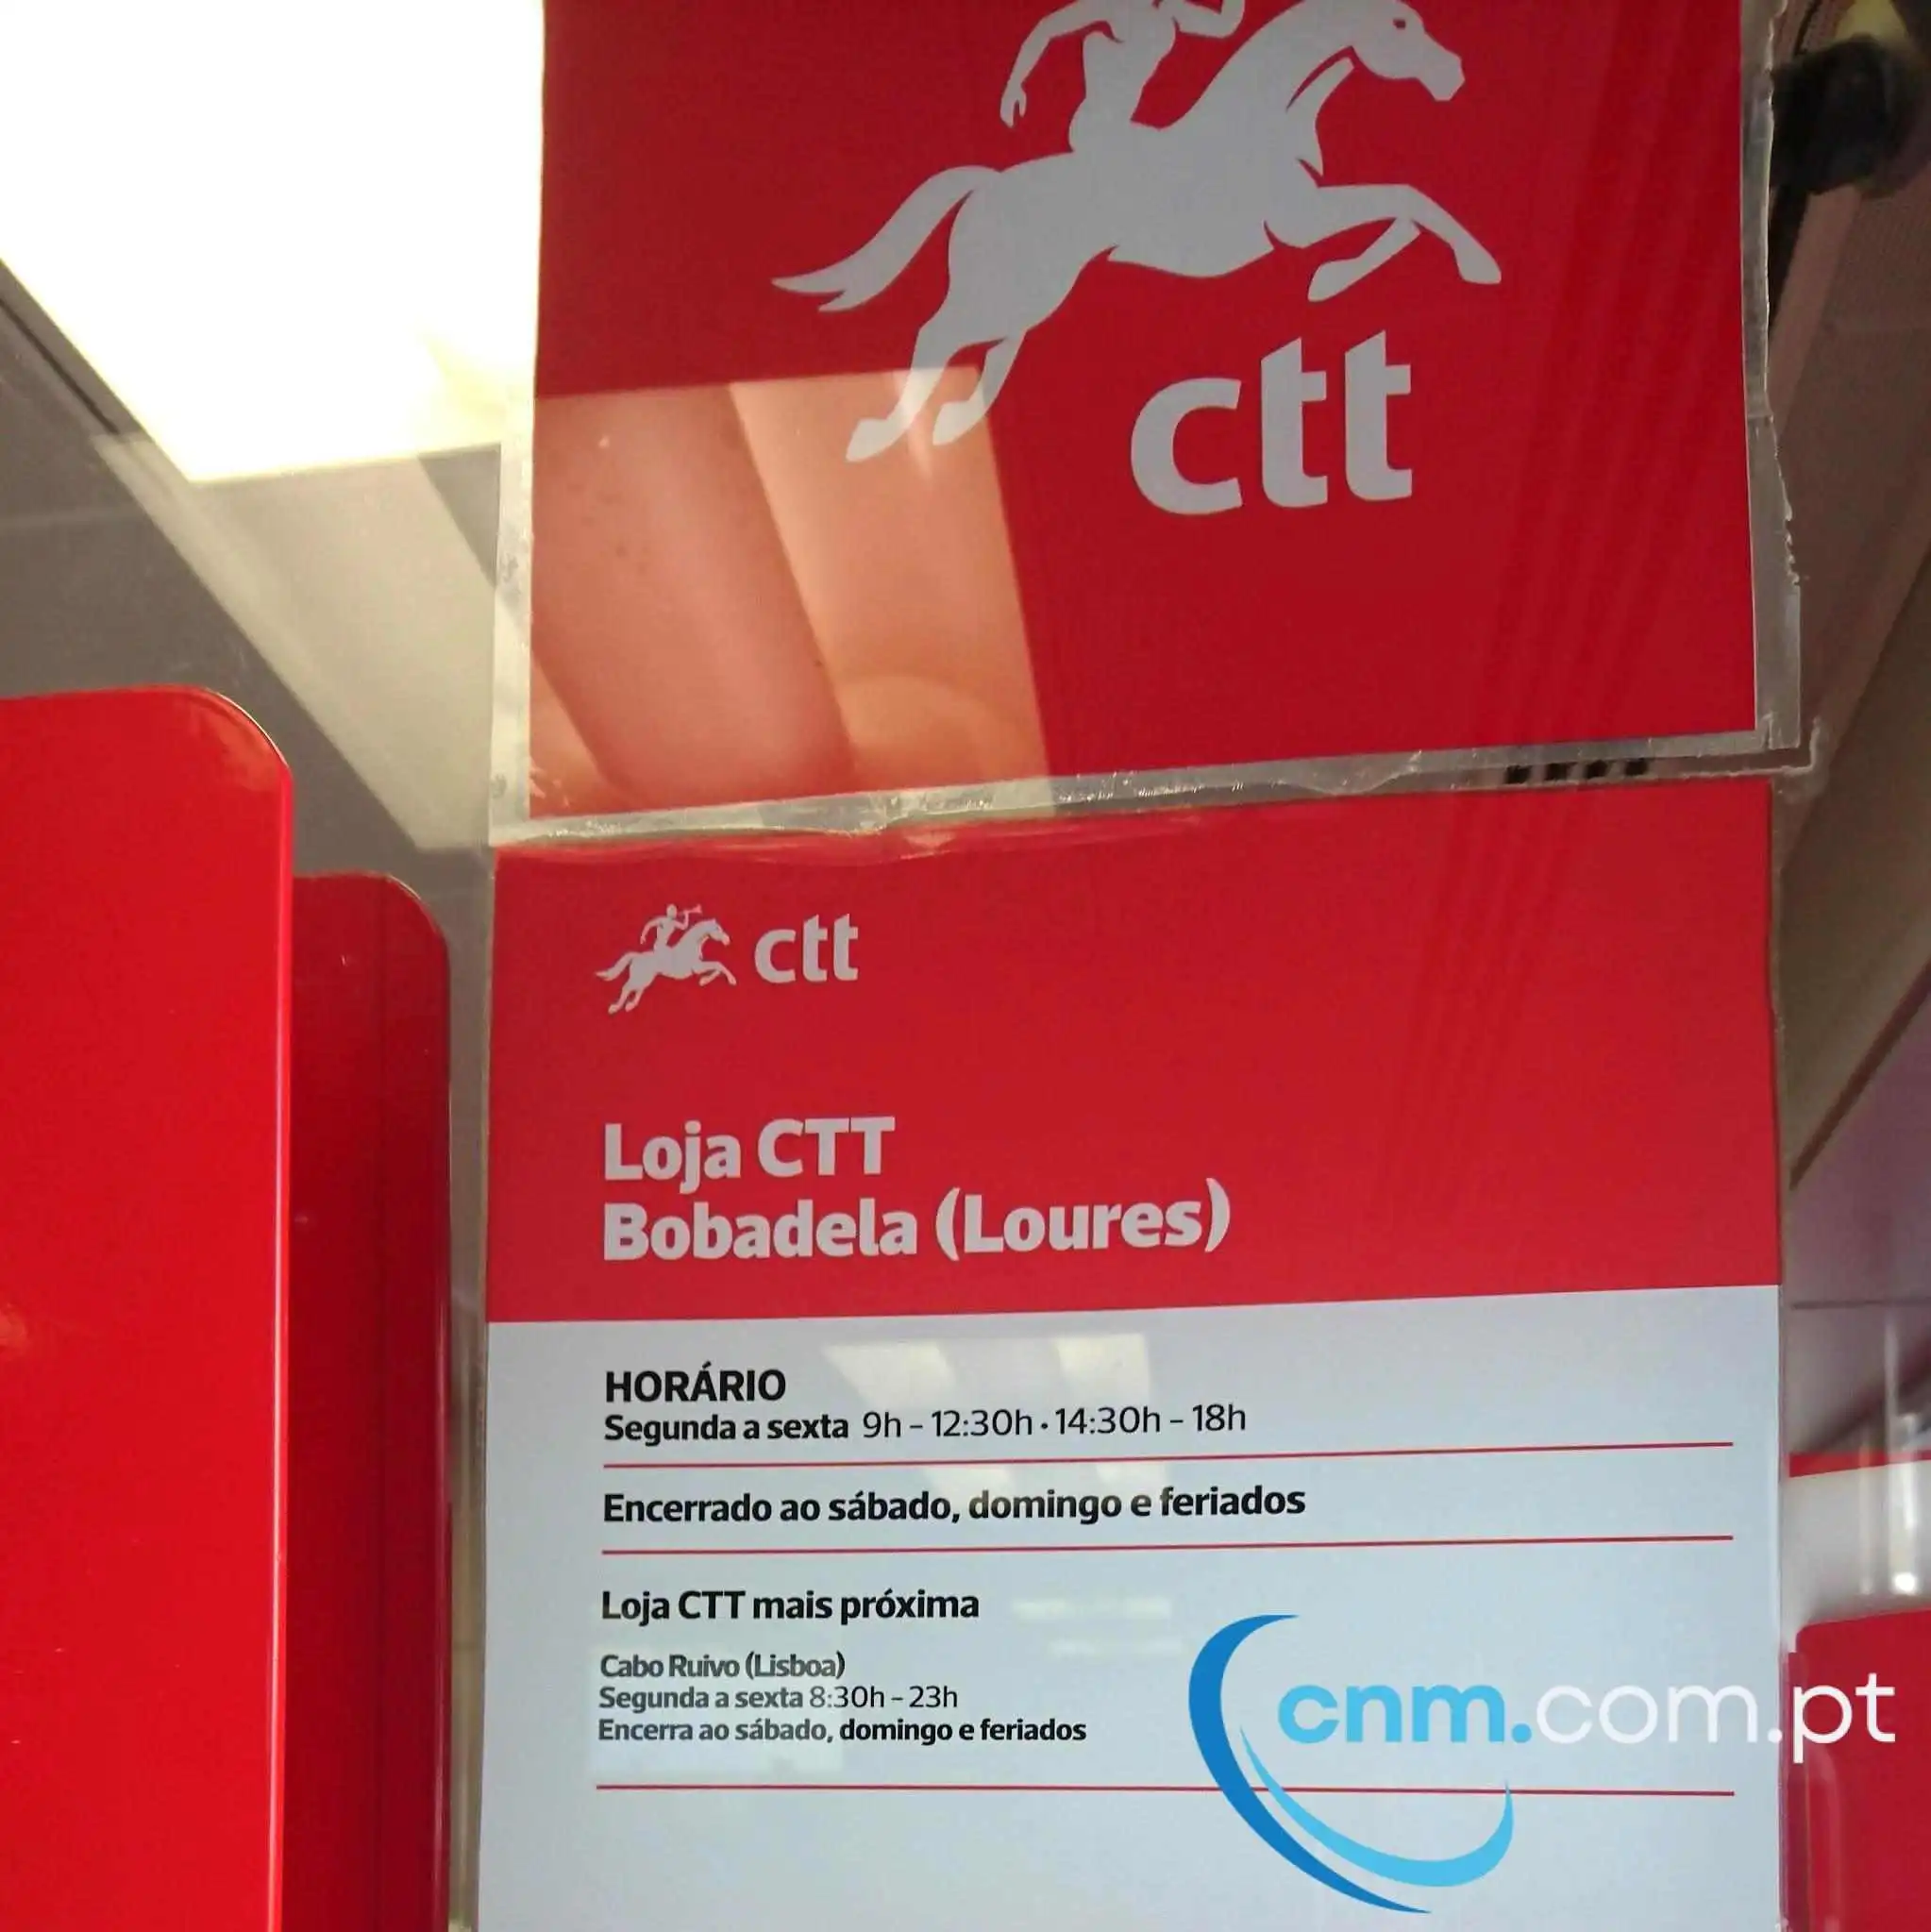 ctt
ctt
Loja CTT
Bobadela (Loures)
HORÁRIO
Segunda a sexta 9h - 12:30h · 14:30h - 18h
Encerrado ao sábado, domingo e feriados
Loja CTT mais próxima
Cabo Ruivo (Lisboa)
Segunda a sexta 8:30h - 23h
Encerra ao sábado, domingo e feriados
cnm.com.pt